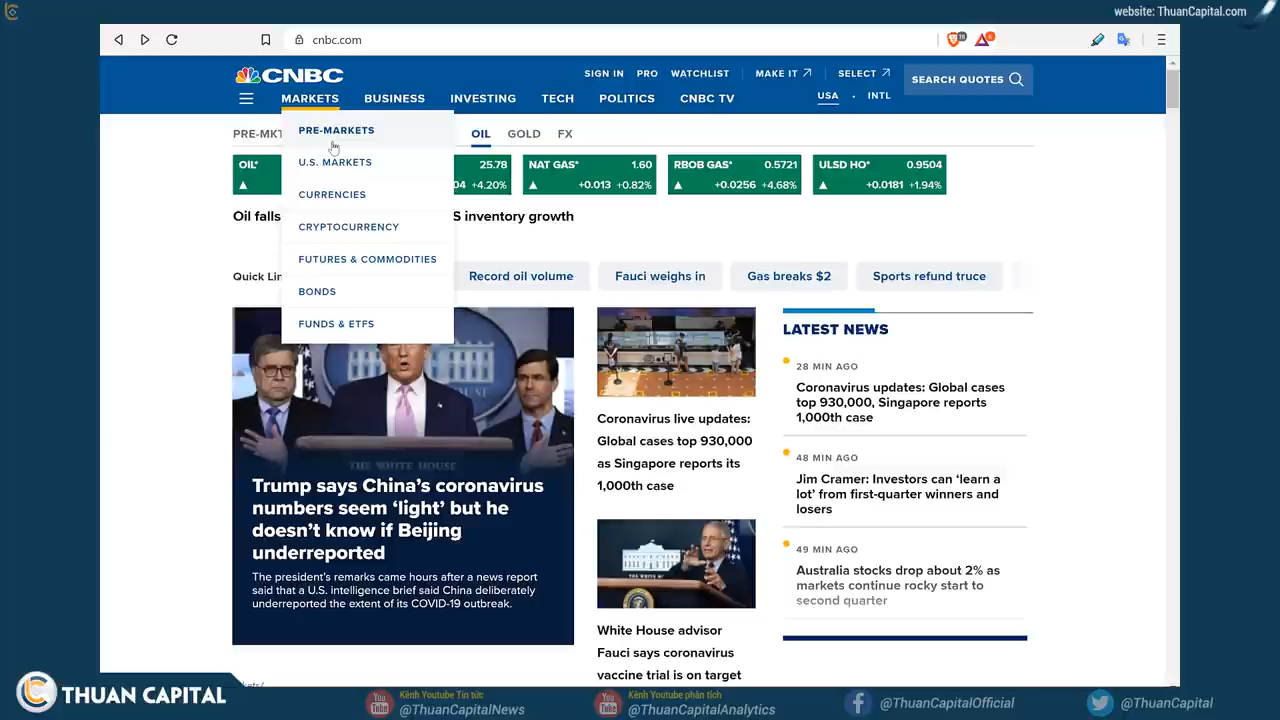 website: ThuanCapital.com
cnbc.com
CNBC
SIGN IN PRO WATCHLIST MAKE IT SELECT
SEARCH QUOTES
MARKETS BUSINESS INVESTING TECH POLITICS CNBC TV
USA · INTL
PRE-MKT OIL GOLD FX
PRE-MARKETS
U.S. MARKETS
CURRENCIES
CRYPTOCURRENCY
FUTURES & COMMODITIES
BONDS
FUNDS & ETFS
OIL* 25.78 NAT GAS* 1.60 RBOB GAS* 0.5721 ULSD HO* 0.9504
04 +4.20% +0.013 +0.82% +0.0256 +4.68% +0.0181 +1.94%
Oil falls S inventory growth
Quick Lin Record oil volume Fauci weighs in Gas breaks $2 Sports refund truce
THE WHITE HOUSE
Trump says China’s coronavirus
numbers seem ‘light’ but he
doesn’t know if Beijing
underreported
The president’s remarks came hours after a news report
said that a U.S. intelligence brief said China deliberately
underreported the extent of its COVID-19 outbreak.
Coronavirus live updates:
Global cases top 930,000
as Singapore reports its
1,000th case
White House advisor
Fauci says coronavirus
vaccine trial is on target
LATEST NEWS
28 MIN AGO
Coronavirus updates: Global cases
top 930,000, Singapore reports
1,000th case
48 MIN AGO
Jim Cramer: Investors can ‘learn a
lot’ from first-quarter winners and
losers
49 MIN AGO
Australia stocks drop about 2% as
markets continue rocky start to
second quarter
THUAN CAPITAL
Kênh Youtube Tin tức
@ThuanCapitalNews
Kênh Youtube phân tích
@ThuanCapitalAnalytics
@ThuanCapitalOfficial
@ThuanCapital